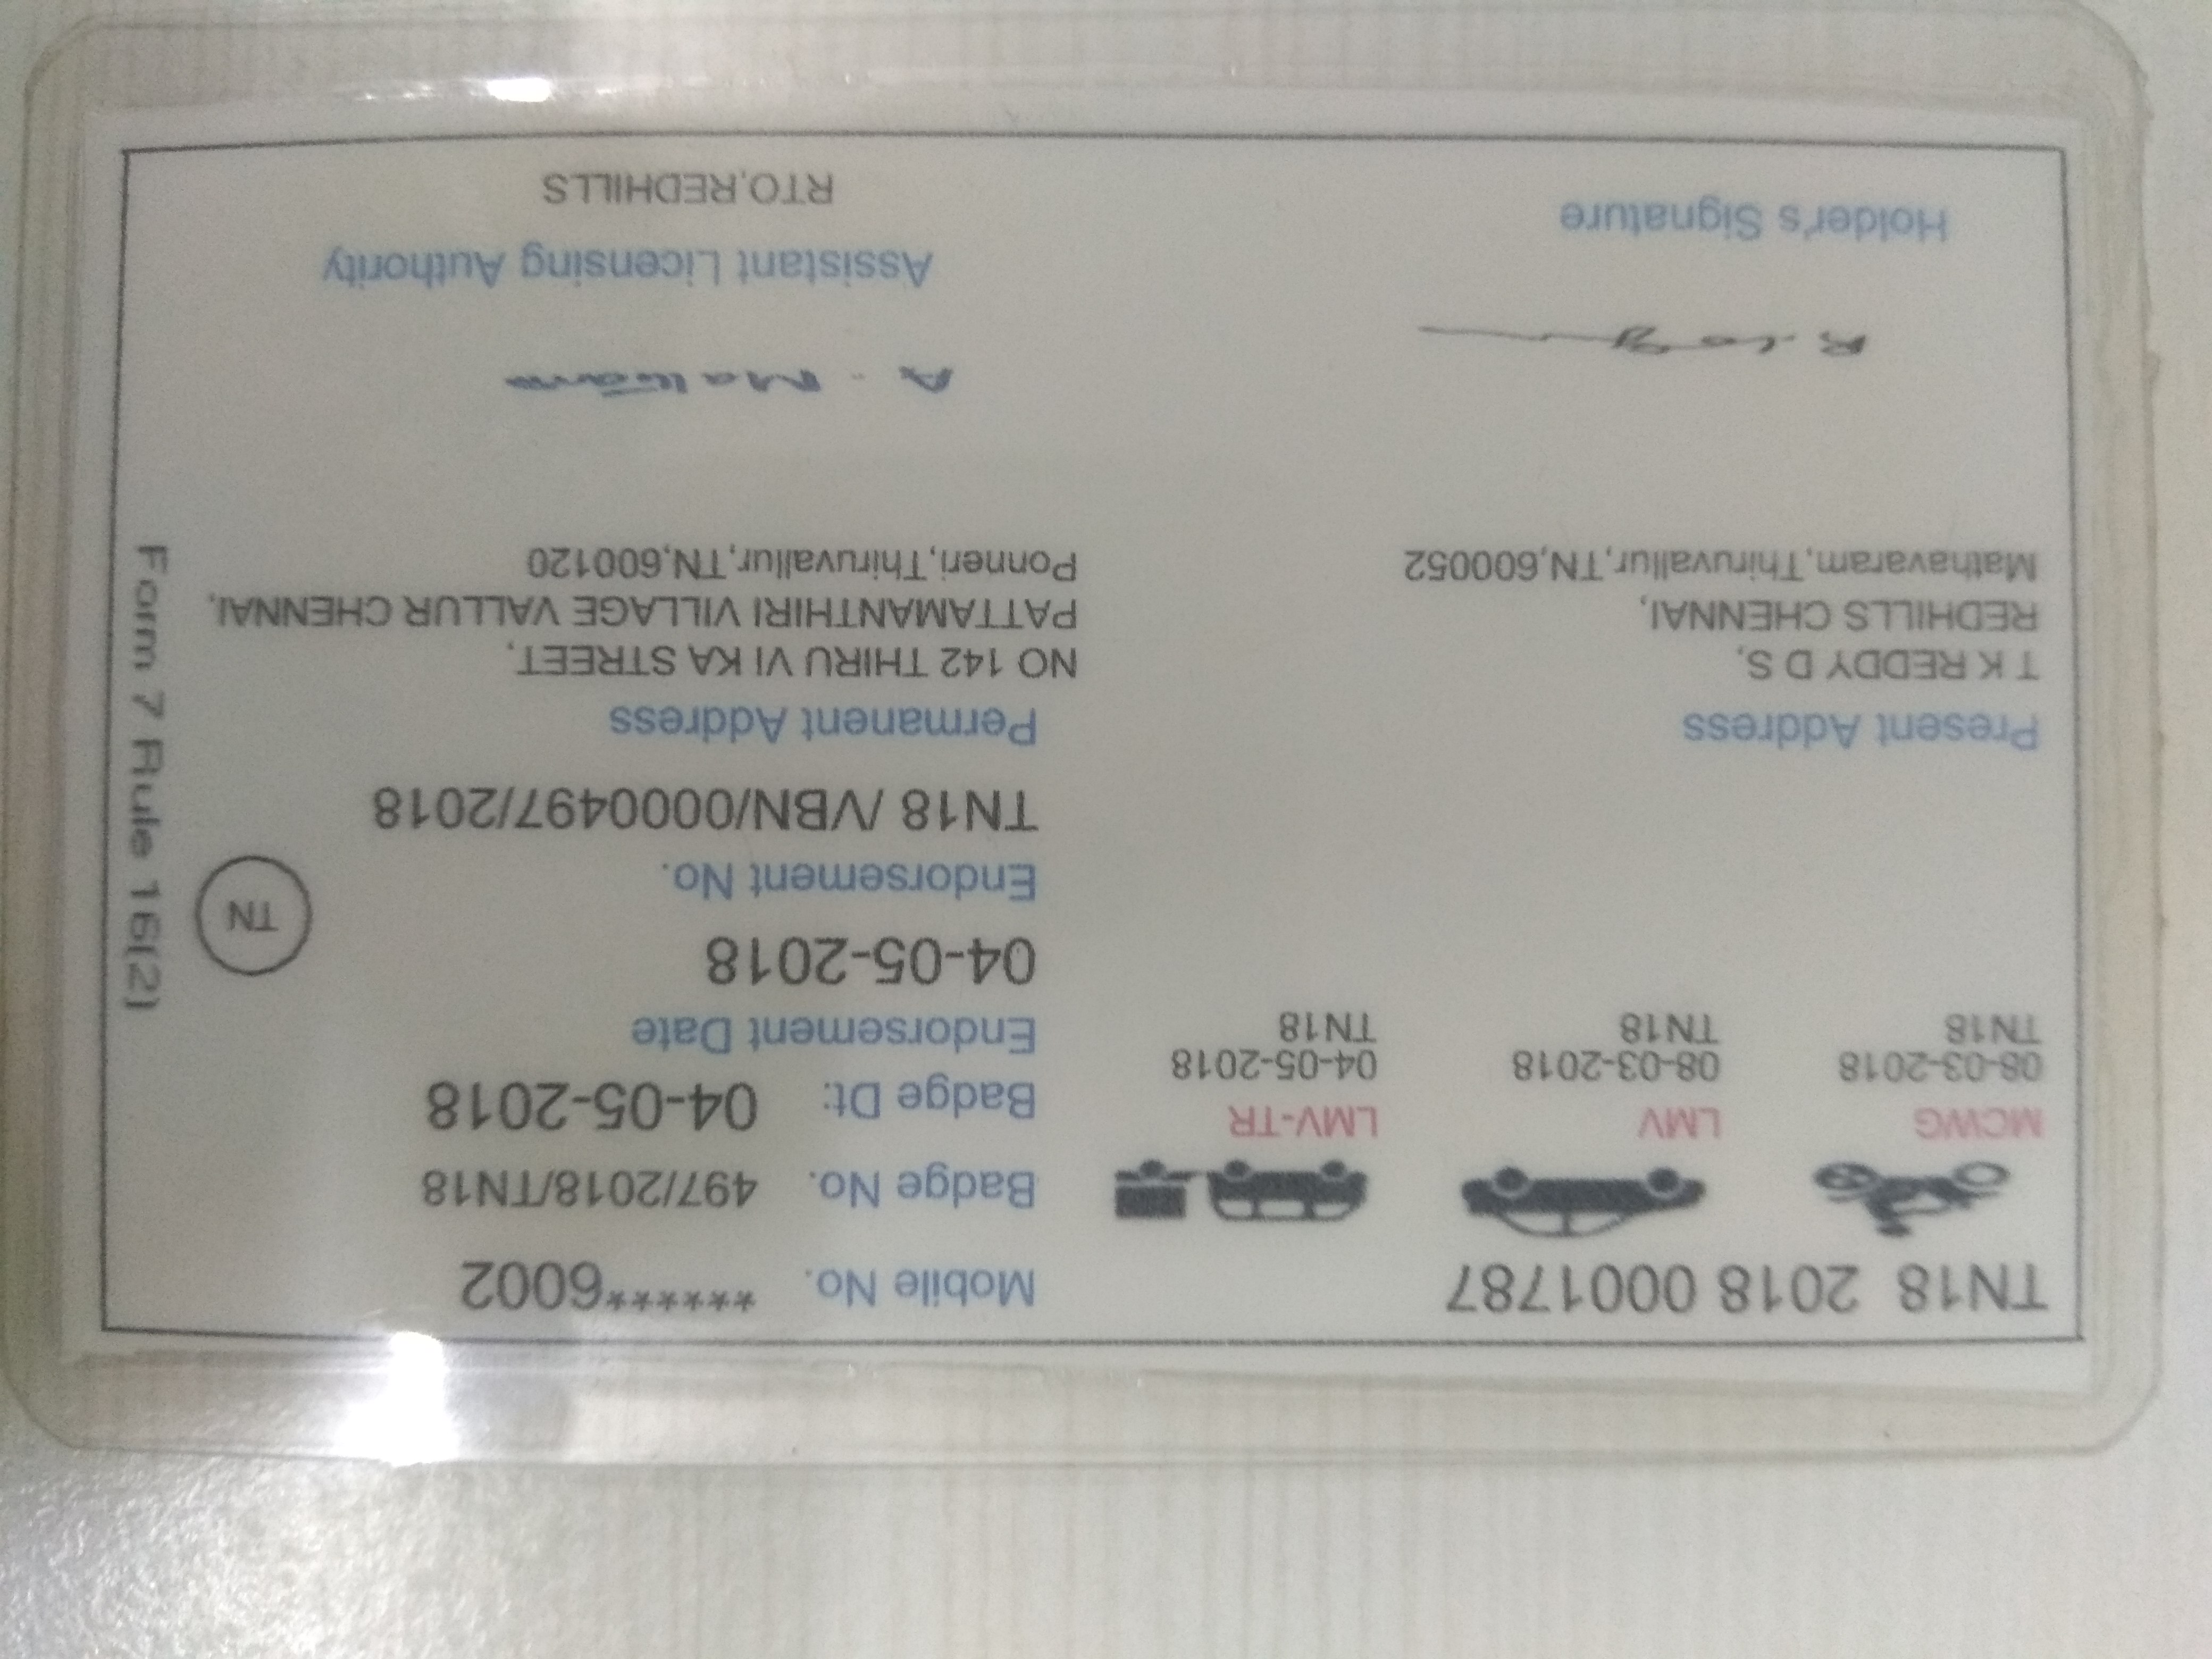 TN18 2018 0001787
MCWG
08-03-2018
TN18
LMV
08-03-2018
TN18
LMV-TR
04-05-2018
TN18
Mobile No. ******6002
Badge No. 497/2018/TN18
Badge Dt: 04-05-2018
Endorsement Date
04-05-2018
Endorsement No.
TN18 /VBN/0000497/2018
TN
Form 7 Rule 16(2)
Present Address
T K REDDY D S,
REDHILLS CHENNAI,
Mathavaram,Thiruvallur,TN,600052
Permanent Address
NO 142 THIRU VI KA STREET,
PATTAMANTHIRI VILLAGE VALLUR CHENNAI,
Ponneri,Thiruvallur,TN,600120
Holder's Signature
Assistant Licensing Authority
RTO,REDHILLS